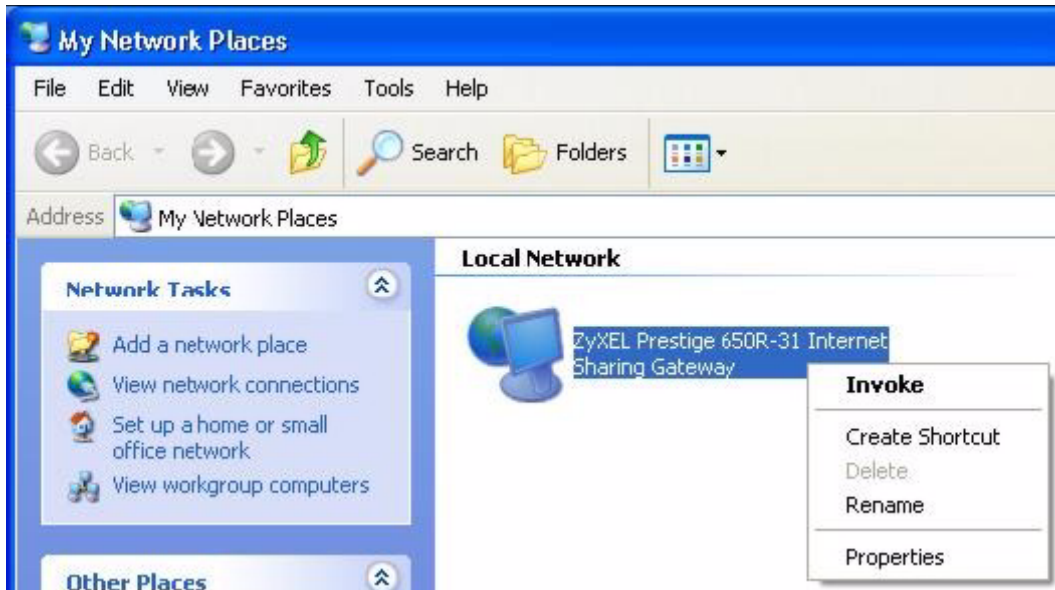 My Network Places
File Edit View Favorites Tools Help
Back Search Folders
Address My Network Places
Network Tasks
Add a network place
View network connections
Set up a home or small
office network
View workgroup computers
Other Places
Local Network
ZyXEL Prestige 650R-31 Internet
Sharing Gateway
Invoke
Create Shortcut
Delete
Rename
Properties